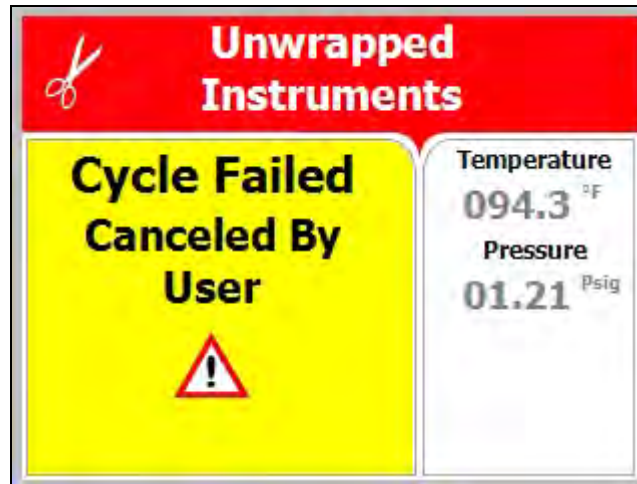 Unwrapped
Instruments
Cycle Failed
Canceled By
User
!
Temperature
094.3 °F
Pressure
01.21 Psig